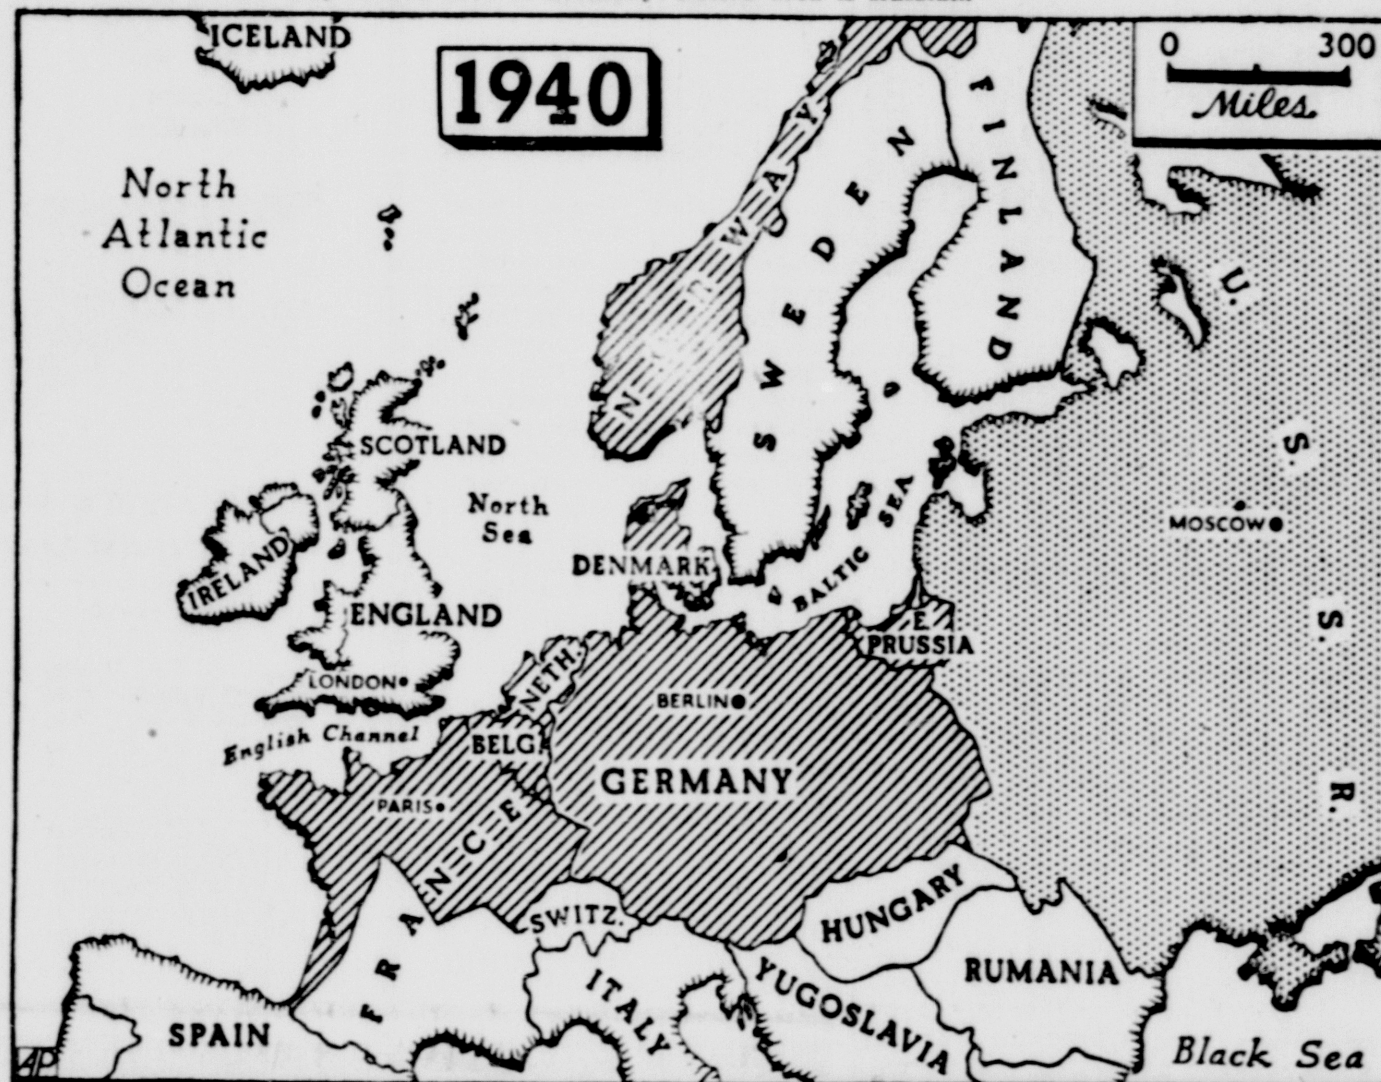 ICELAND
1940
0 300
Miles
North
Atlantic
Ocean
NORWAY
SWEDEN
FINLAND
U. S. S. R.
SCOTLAND
North
Sea
IRELAND
ENGLAND
LONDON
English Channel
DENMARK
BALTIC SEA
E.
PRUSSIA
MOSCOW
NETH.
BELG.
BERLIN
GERMANY
PARIS
FRANCE
SWITZ.
HUNGARY
RUMANIA
ITALY
YUGOSLAVIA
SPAIN
Black Sea
AP